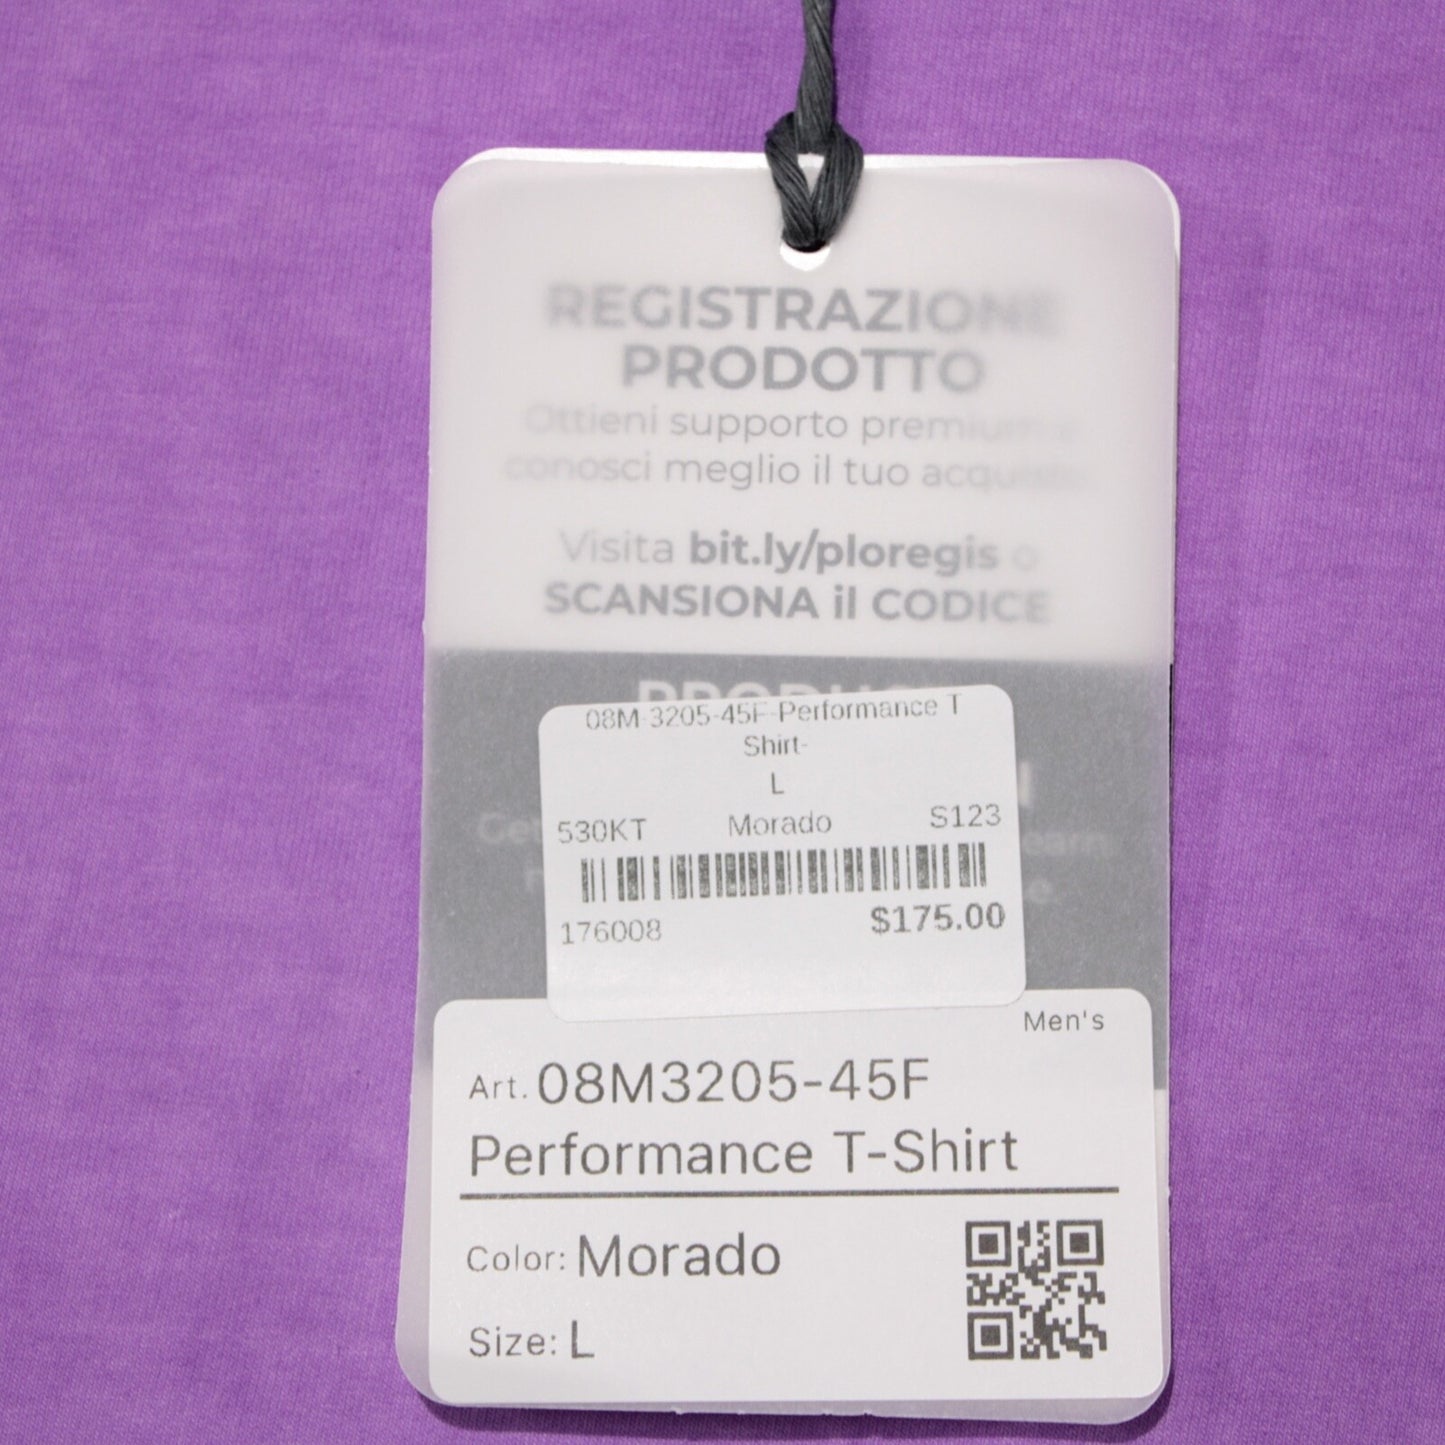 REGISTRAZIONE
PRODOTTO
Ottieni supporto premium e
conosci meglio il tuo acquisto.
Visita bit.ly/ploregis o
SCANSIONA il CODICE
08M-3205-45F-Performance T
Shirt-
L
530KT Morado S123
176008 $175.00
Men's
Art. 08M3205-45F
Performance T-Shirt
Color: Morado
Size: L